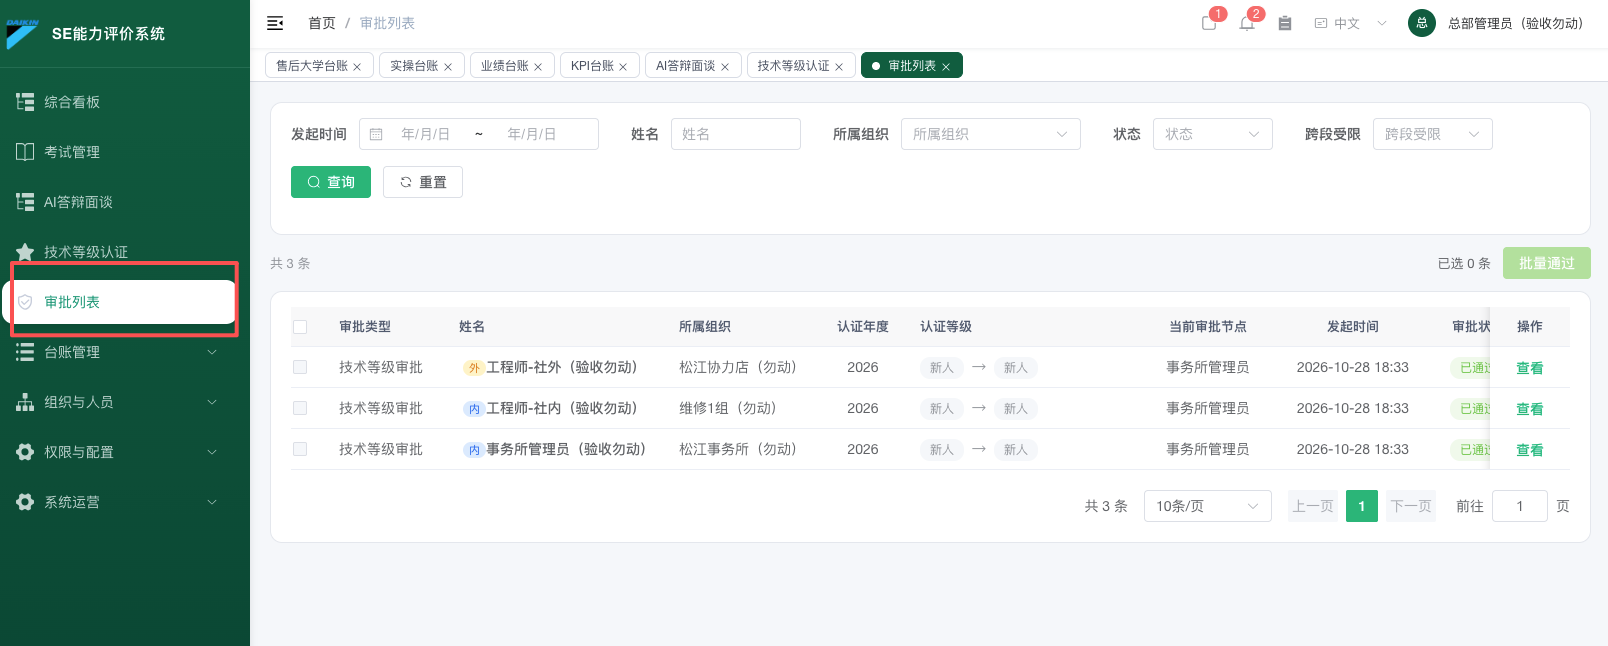 DAIKIN
SE能力评价系统
综合看板
考试管理
AI答辩面谈
技术等级认证
审批列表
台账管理
组织与人员
权限与配置
系统运营
首页 / 审批列表
1
2
中文
总
总部管理员（验收勿动）
售后大学台账 ×
实操台账 ×
业绩台账 ×
KPI台账 ×
AI答辩面谈 ×
技术等级认证 ×
审批列表 ×
发起时间 年/月/日 ~ 年/月/日
姓名 姓名
所属组织 所属组织
状态 状态
跨段受限 跨段受限
查询 重置
共 3 条 已选 0 条 批量通过
审批类型 姓名 所属组织 认证年度 认证等级 当前审批节点 发起时间 审批状 操作
技术等级审批 外 工程师-社外（验收勿动） 松江协力店（勿动） 2026 新人 → 新人 事务所管理员 2026-10-28 18:33 已通 查看
技术等级审批 内 工程师-社内（验收勿动） 维修1组（勿动） 2026 新人 → 新人 事务所管理员 2026-10-28 18:33 已通 查看
技术等级审批 内 事务所管理员（验收勿动） 松江事务所（勿动） 2026 新人 → 新人 事务所管理员 2026-10-28 18:33 已通 查看
共 3 条 10条/页 上一页 1 下一页 前往 1 页